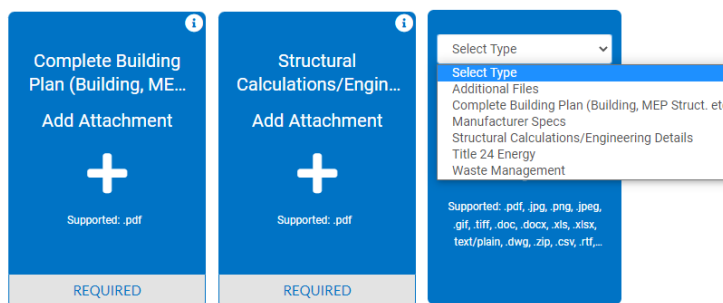 Complete Building
Plan (Building, ME...
Add Attachment
Supported: .pdf
REQUIRED
Structural
Calculations/Engin...
Add Attachment
Supported: .pdf
REQUIRED
Select Type
Select Type
Additional Files
Complete Building Plan (Building, MEP Struct. etc
Manufacturer Specs
Structural Calculations/Engineering Details
Title 24 Energy
Waste Management
Supported: .pdf, .jpg, .png, .jpeg,
.gif, .tiff, .doc, .docx, .xls, .xlsx,
text/plain, .dwg, .zip, .csv, .rtf,...